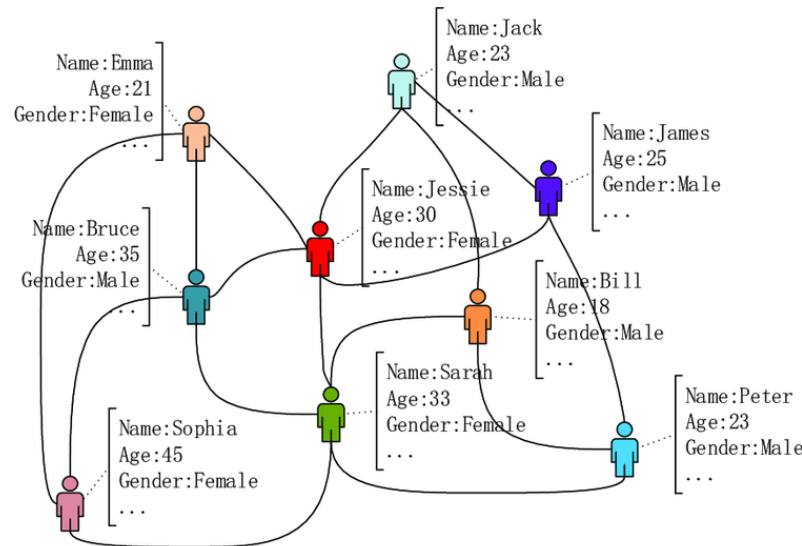 Name:Jack
Age:23
Gender:Male
...
Name:Emma
Age:21
Gender:Female
...
Name:James
Age:25
Gender:Male
...
Name:Jessie
Age:30
Gender:Female
...
Name:Bruce
Age:35
Gender:Male
...
Name:Bill
Age:18
Gender:Male
...
Name:Sarah
Age:33
Gender:Female
...
Name:Peter
Age:23
Gender:Male
...
Name:Sophia
Age:45
Gender:Female
...